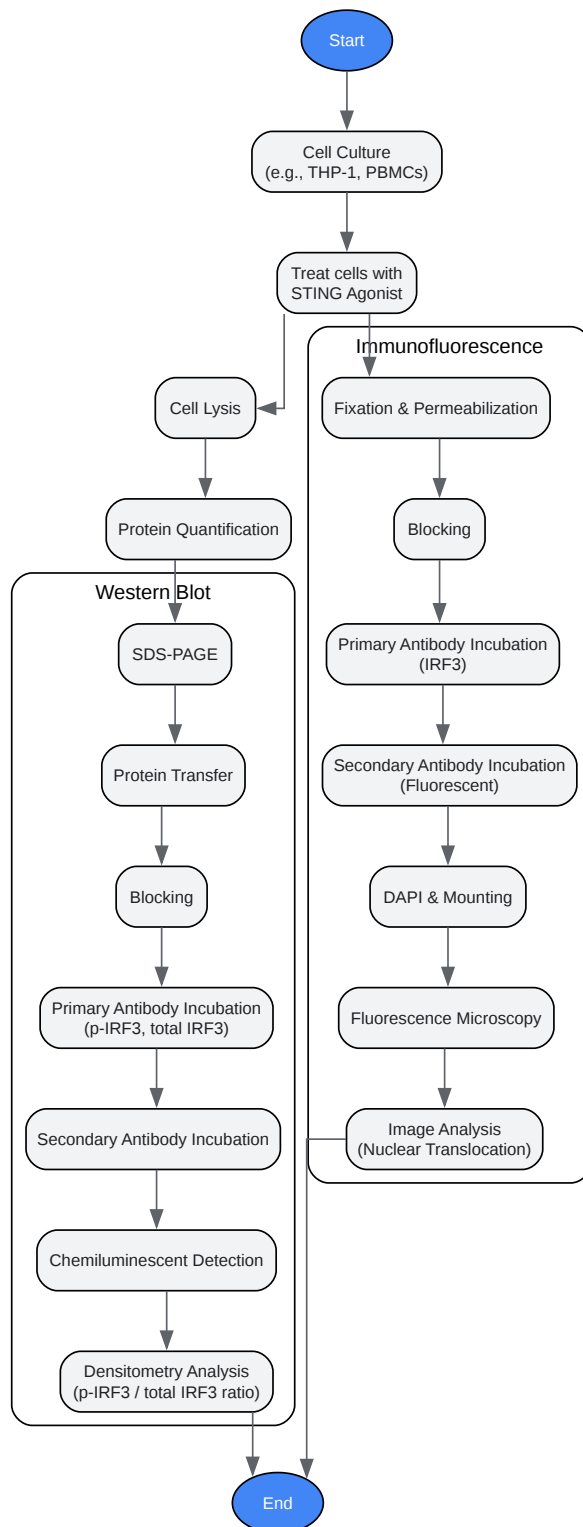 Start
Cell Culture
(e.g., THP-1, PBMCs)
Treat cells with
STING Agonist
Immunofluorescence
Cell Lysis
Fixation & Permeabilization
Protein Quantification
Blocking
Western Blot
SDS-PAGE
Primary Antibody Incubation
(IRF3)
Protein Transfer
Secondary Antibody Incubation
(Fluorescent)
Blocking
DAPI & Mounting
Primary Antibody Incubation
(p-IRF3, total IRF3)
Fluorescence Microscopy
Secondary Antibody Incubation
Image Analysis
(Nuclear Translocation)
Chemiluminescent Detection
Densitometry Analysis
(p-IRF3 / total IRF3 ratio)
End